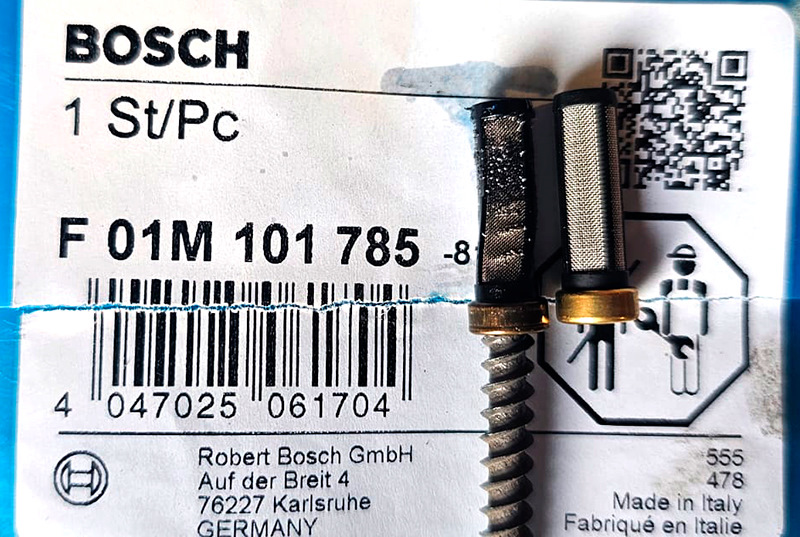 BOSCH
1 St/Pc
F 01M 101 785
4 047025 061704
Robert Bosch GmbH
Auf der Breit 4
76227 Karlsruhe
GERMANY
555
478
Made in Italy
Fabriqué en Italie